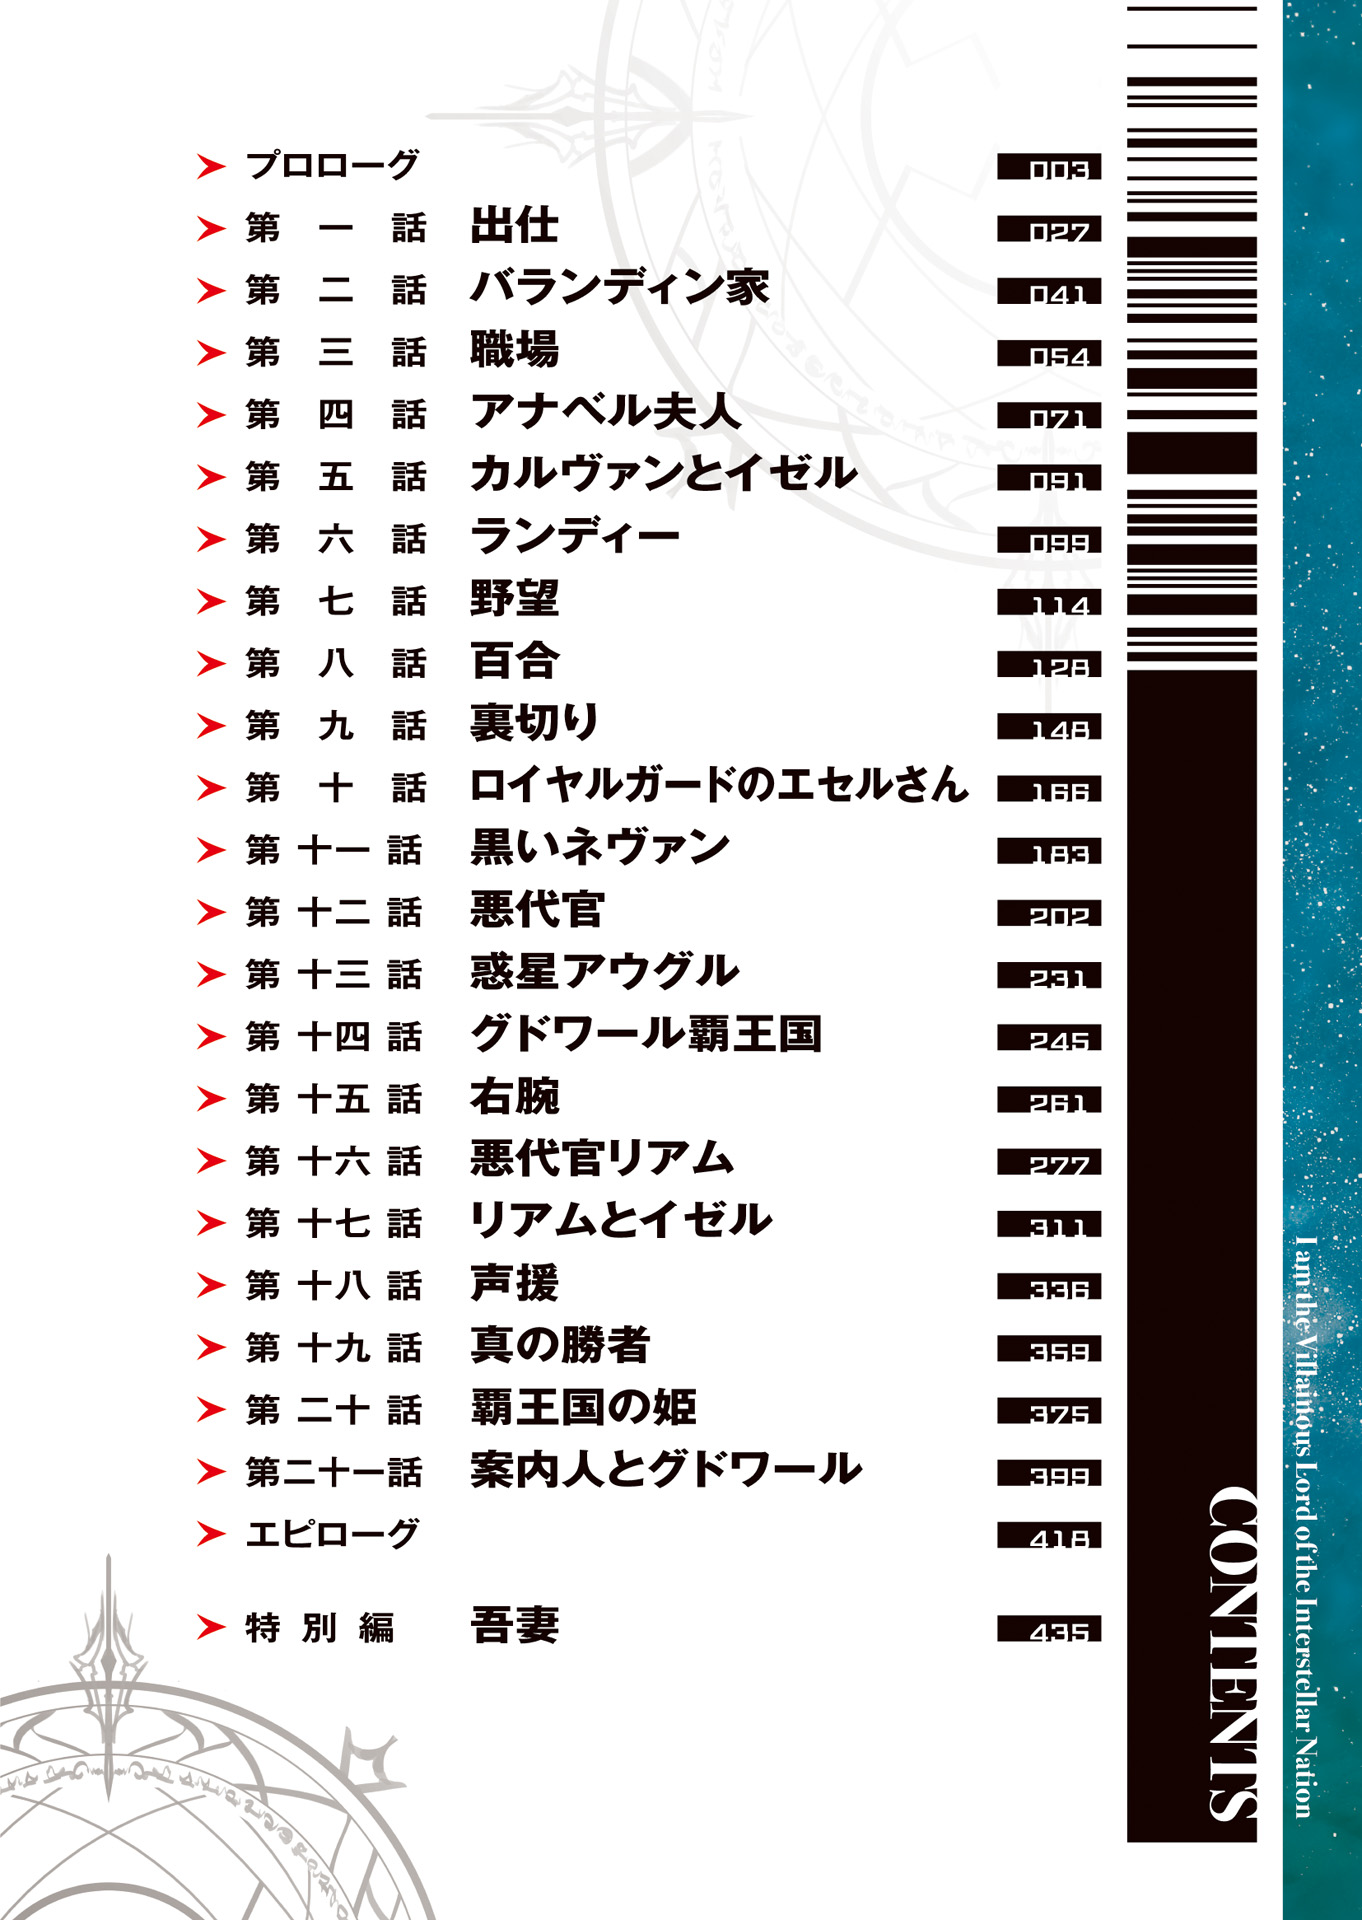 プロローグ 003
第一話 出仕 027
第二話 バランディン家 041
第三話 職場 054
第四話 アナベル夫人 071
第五話 カルヴァンとイゼル 091
第六話 ランディー 099
第七話 野望 114
第八話 百合 128
第九話 裏切り 148
第十話 ロイヤルガードのエセルさん 166
第十一話 黒いネヴァン 183
第十二話 悪代官 202
第十三話 惑星アウグル 231
第十四話 グドワール覇王国 245
第十五話 右腕 261
第十六話 悪代官リアム 277
第十七話 リアムとイゼル 311
第十八話 声援 336
第十九話 真の勝者 359
第二十話 覇王国の姫 375
第二十一話 案内人とグドワール 399
エピローグ 418
特別編 吾妻 435
CONTENTS
I am the Villainous Lord of the Interstellar Nation